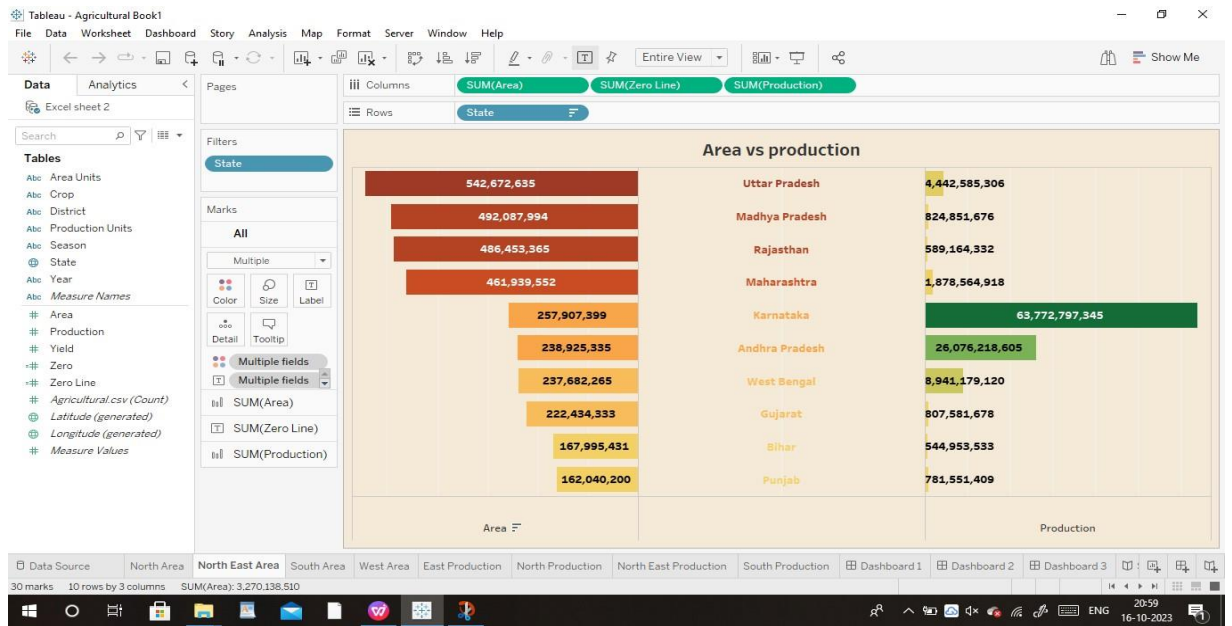 Tableau - Agricultural Book1
File Data Worksheet Dashboard Story Analysis Map Format Server Window Help
Entire View
Show Me
Data Analytics
Excel sheet 2
Search
Tables
Abc Area Units
Abc Crop
Abc District
Abc Production Units
Abc Season
State
Abc Year
Abc Measure Names
# Area
# Production
# Yield
=# Zero
=# Zero Line
# Agricultural.csv (Count)
Latitude (generated)
Longitude (generated)
# Measure Values
Pages
Filters
State
Marks
All
Multiple
Color Size Label
Detail Tooltip
Multiple fields
Multiple fields
SUM(Area)
SUM(Zero Line)
SUM(Production)
Columns SUM(Area) SUM(Zero Line) SUM(Production)
Rows State
Area vs production
542,672,635 Uttar Pradesh 4,442,585,306
492,087,994 Madhya Pradesh 824,851,676
486,453,365 Rajasthan 589,164,332
461,939,552 Maharashtra 1,878,564,918
257,907,399 Karnataka 63,772,797,345
238,925,335 Andhra Pradesh 26,076,218,605
237,682,265 West Bengal 8,941,179,120
222,434,333 Gujarat 807,581,678
167,995,431 Bihar 544,953,533
162,040,200 Punjab 781,551,409
Area Production
Data Source North Area North East Area South Area West Area East Production North Production North East Production South Production Dashboard 1 Dashboard 2 Dashboard 3
30 marks 10 rows by 3 columns SUM(Area): 3,270,138,510
ENG 20:59
16-10-2023